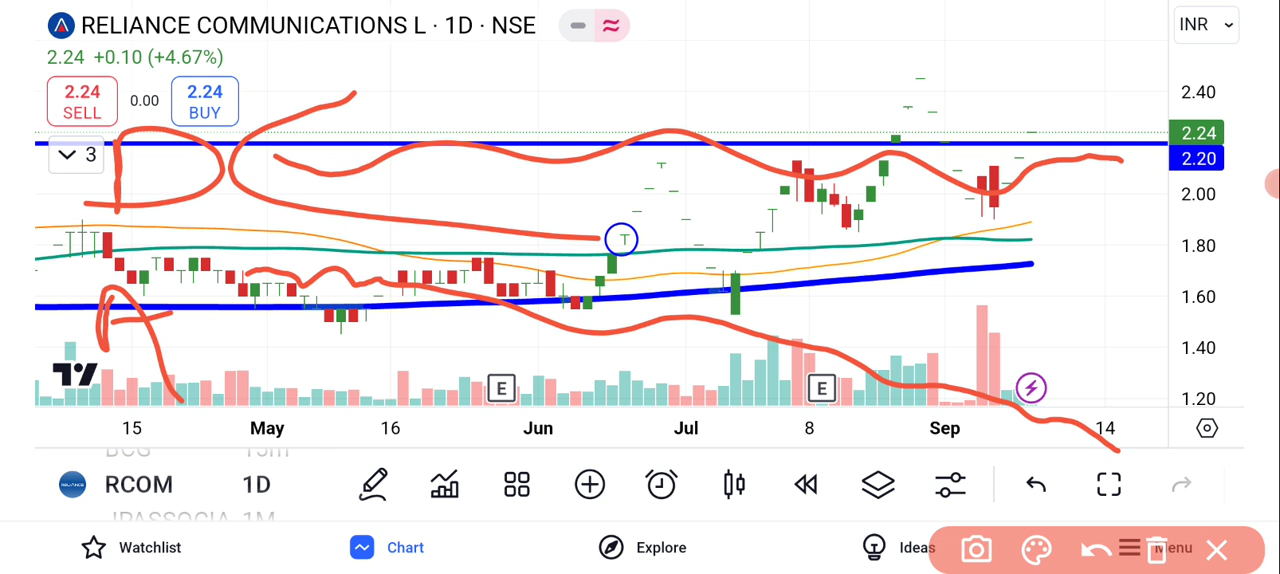 RELIANCE COMMUNICATIONS L · 1D · NSE
INR
2.24 +0.10 (+4.67%)
2.24 SELL 0.00 2.24 BUY
3
2.40
2.24
2.20
2.00
1.80
1.60
1.40
1.20
E E
15 May 16 Jun Jul 8 Sep 14
RCOM 1D
Watchlist Chart Explore Ideas Menu